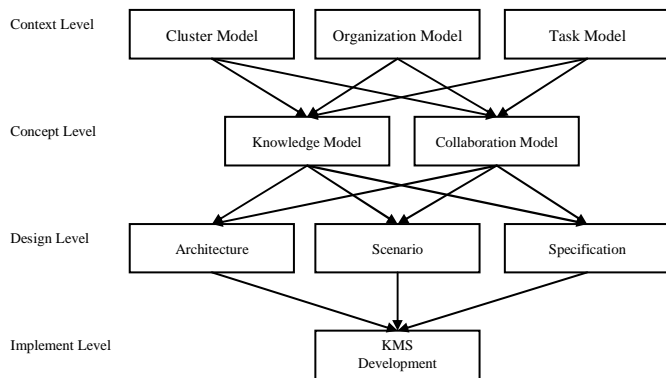 Context Level
Cluster Model
Organization Model
Task Model
Concept Level
Knowledge Model
Collaboration Model
Design Level
Architecture
Scenario
Specification
Implement Level
KMS
Development